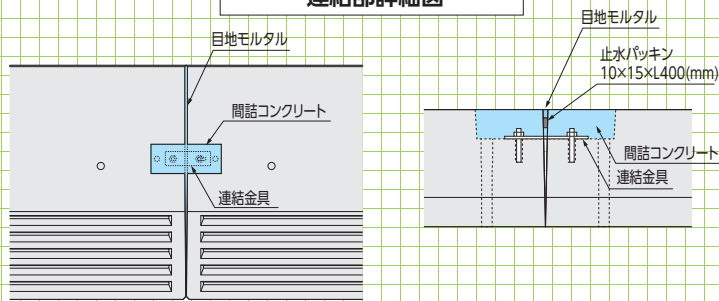 連結部詳細図
目地モルタル
間詰コンクリート
連結金具
目地モルタル
止水パッキン
10×15×L400(mm)
間詰コンクリート
連結金具